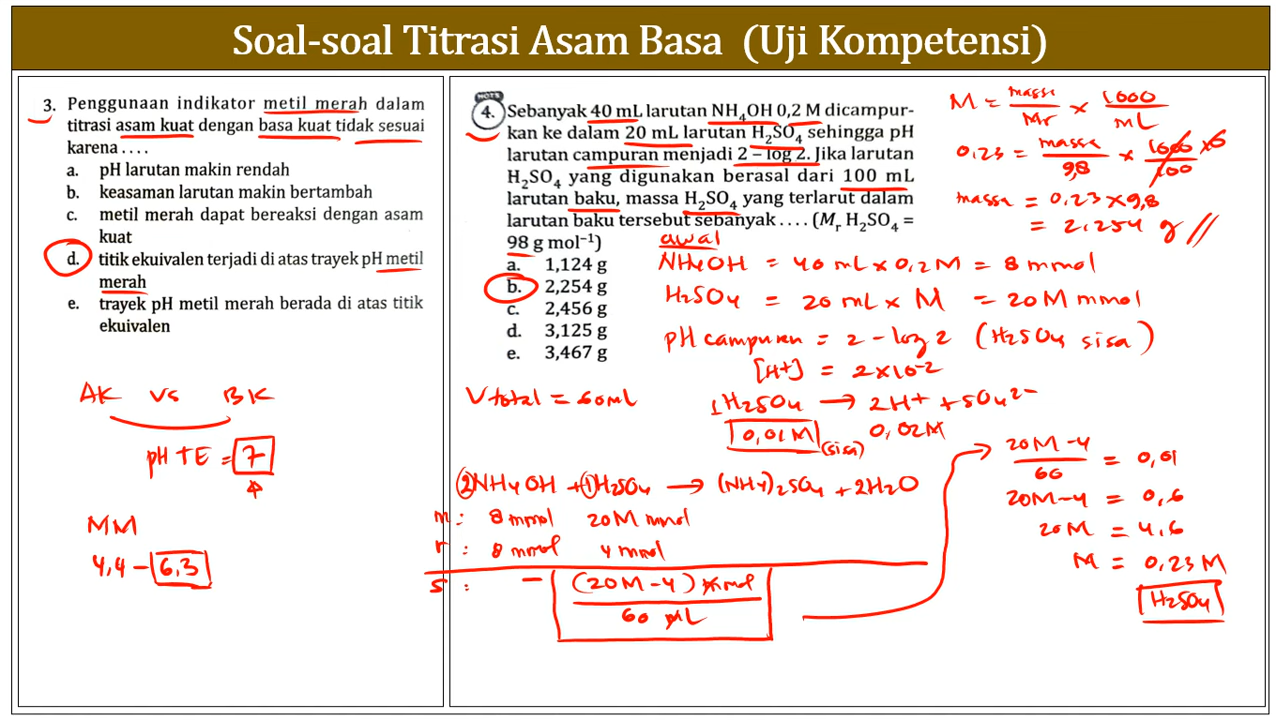 Soal-soal Titrasi Asam Basa (Uji Kompetensi)
3. Penggunaan indikator metil merah dalam
titrasi asam kuat dengan basa kuat tidak sesuai
karena . . . .
a. pH larutan makin rendah
b. keasaman larutan makin bertambah
c. metil merah dapat bereaksi dengan asam
kuat
d. titik ekuivalen terjadi di atas trayek pH metil
merah
e. trayek pH metil merah berada di atas titik
ekuivalen
AK vs BK
pH TE = 7
MM
4,4 – 6,3
HOTS
4. Sebanyak 40 mL larutan NH₄OH 0,2 M dicampur-
kan ke dalam 20 mL larutan H₂SO₄ sehingga pH
larutan campuran menjadi 2 – log 2. Jika larutan
H₂SO₄ yang digunakan berasal dari 100 mL
larutan baku, massa H₂SO₄ yang terlarut dalam
larutan baku tersebut sebanyak . . . . (Mr H₂SO₄ =
98 g mol⁻¹)
a. 1,124 g
b. 2,254 g
c. 2,456 g
d. 3,125 g
e. 3,467 g
M = massa/Mr × 1000/mL
0,23 = massa/9,8 × 1000/100
massa = 0,23 × 9,8
= 2,254 g //
awal
NH₄OH = 40 mL × 0,2 M = 8 mmol
H₂SO₄ = 20 mL × M = 20 M mmol
pH campuran = 2 – log 2 (H₂SO₄ sisa)
[H+] = 2×10⁻²
V total = 60 mL
1H₂SO₄ → 2H+ + SO₄²⁻
0,01 M (sisa) 0,02 M
2NH₄OH + 1H₂SO₄ → (NH₄)₂SO₄ + 2H₂O
m : 8 mmol 20M mmol
r : 8 mmol 4 mmol
s : – (20M – 4) mmol
60 mL
20M – 4 / 60 = 0,01
20M – 4 = 0,6
20M = 4,6
M = 0,23 M
H₂SO₄